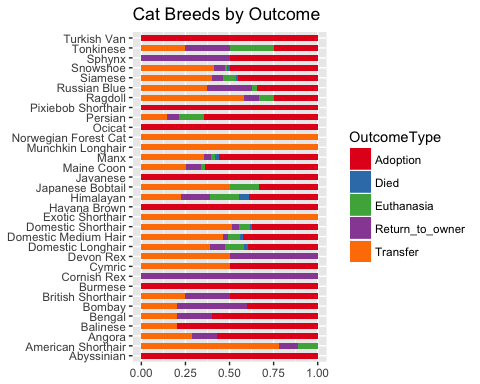 Cat Breeds by Outcome
Turkish Van
Tonkinese
Sphynx
Snowshoe
Siamese
Russian Blue
Ragdoll
Pixiebob Shorthair
Persian
Ocicat
Norwegian Forest Cat
Munchkin Longhair
Manx
Maine Coon
Javanese
Japanese Bobtail
Himalayan
Havana Brown
Exotic Shorthair
Domestic Shorthair
Domestic Medium Hair
Domestic Longhair
Devon Rex
Cymric
Cornish Rex
Burmese
British Shorthair
Bombay
Bengal
Balinese
Angora
American Shorthair
Abyssinian
0.00 0.25 0.50 0.75 1.00
OutcomeType
Adoption
Died
Euthanasia
Return_to_owner
Transfer